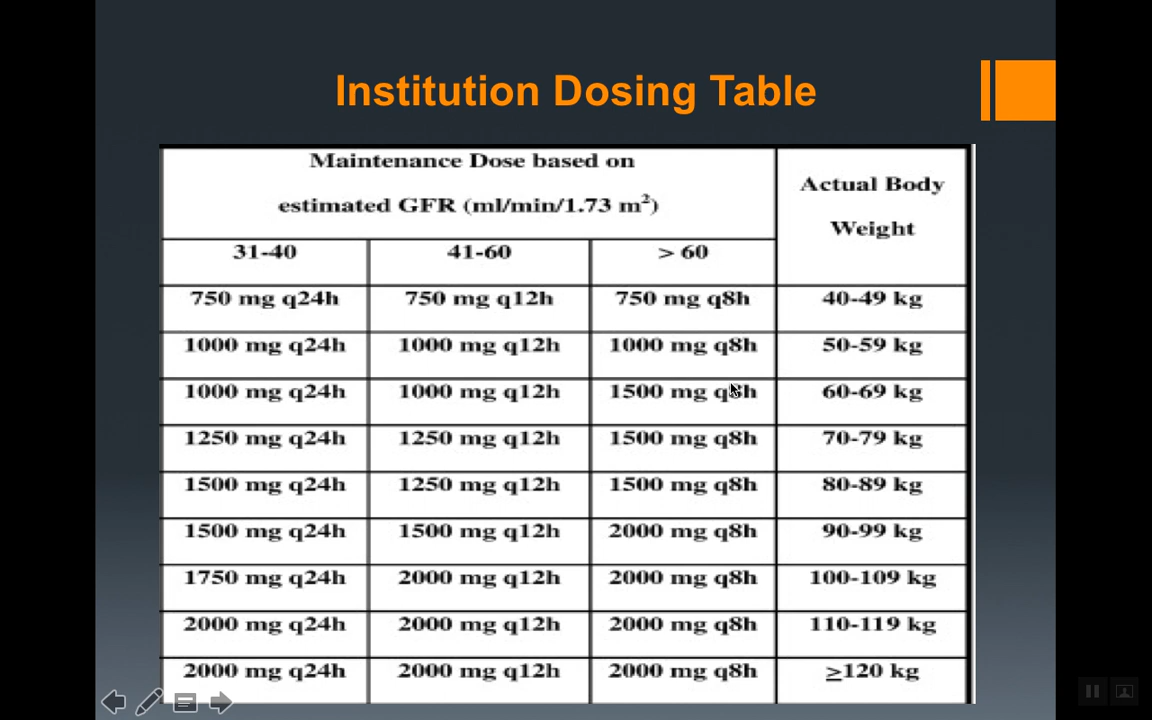 Institution Dosing Table
Maintenance Dose based on
estimated GFR (ml/min/1.73 m²)
Actual Body
Weight
31-40 41-60 > 60
750 mg q24h 750 mg q12h 750 mg q8h 40-49 kg
1000 mg q24h 1000 mg q12h 1000 mg q8h 50-59 kg
1000 mg q24h 1000 mg q12h 1500 mg q8h 60-69 kg
1250 mg q24h 1250 mg q12h 1500 mg q8h 70-79 kg
1500 mg q24h 1250 mg q12h 1500 mg q8h 80-89 kg
1500 mg q24h 1500 mg q12h 2000 mg q8h 90-99 kg
1750 mg q24h 2000 mg q12h 2000 mg q8h 100-109 kg
2000 mg q24h 2000 mg q12h 2000 mg q8h 110-119 kg
2000 mg q24h 2000 mg q12h 2000 mg q8h ≥120 kg